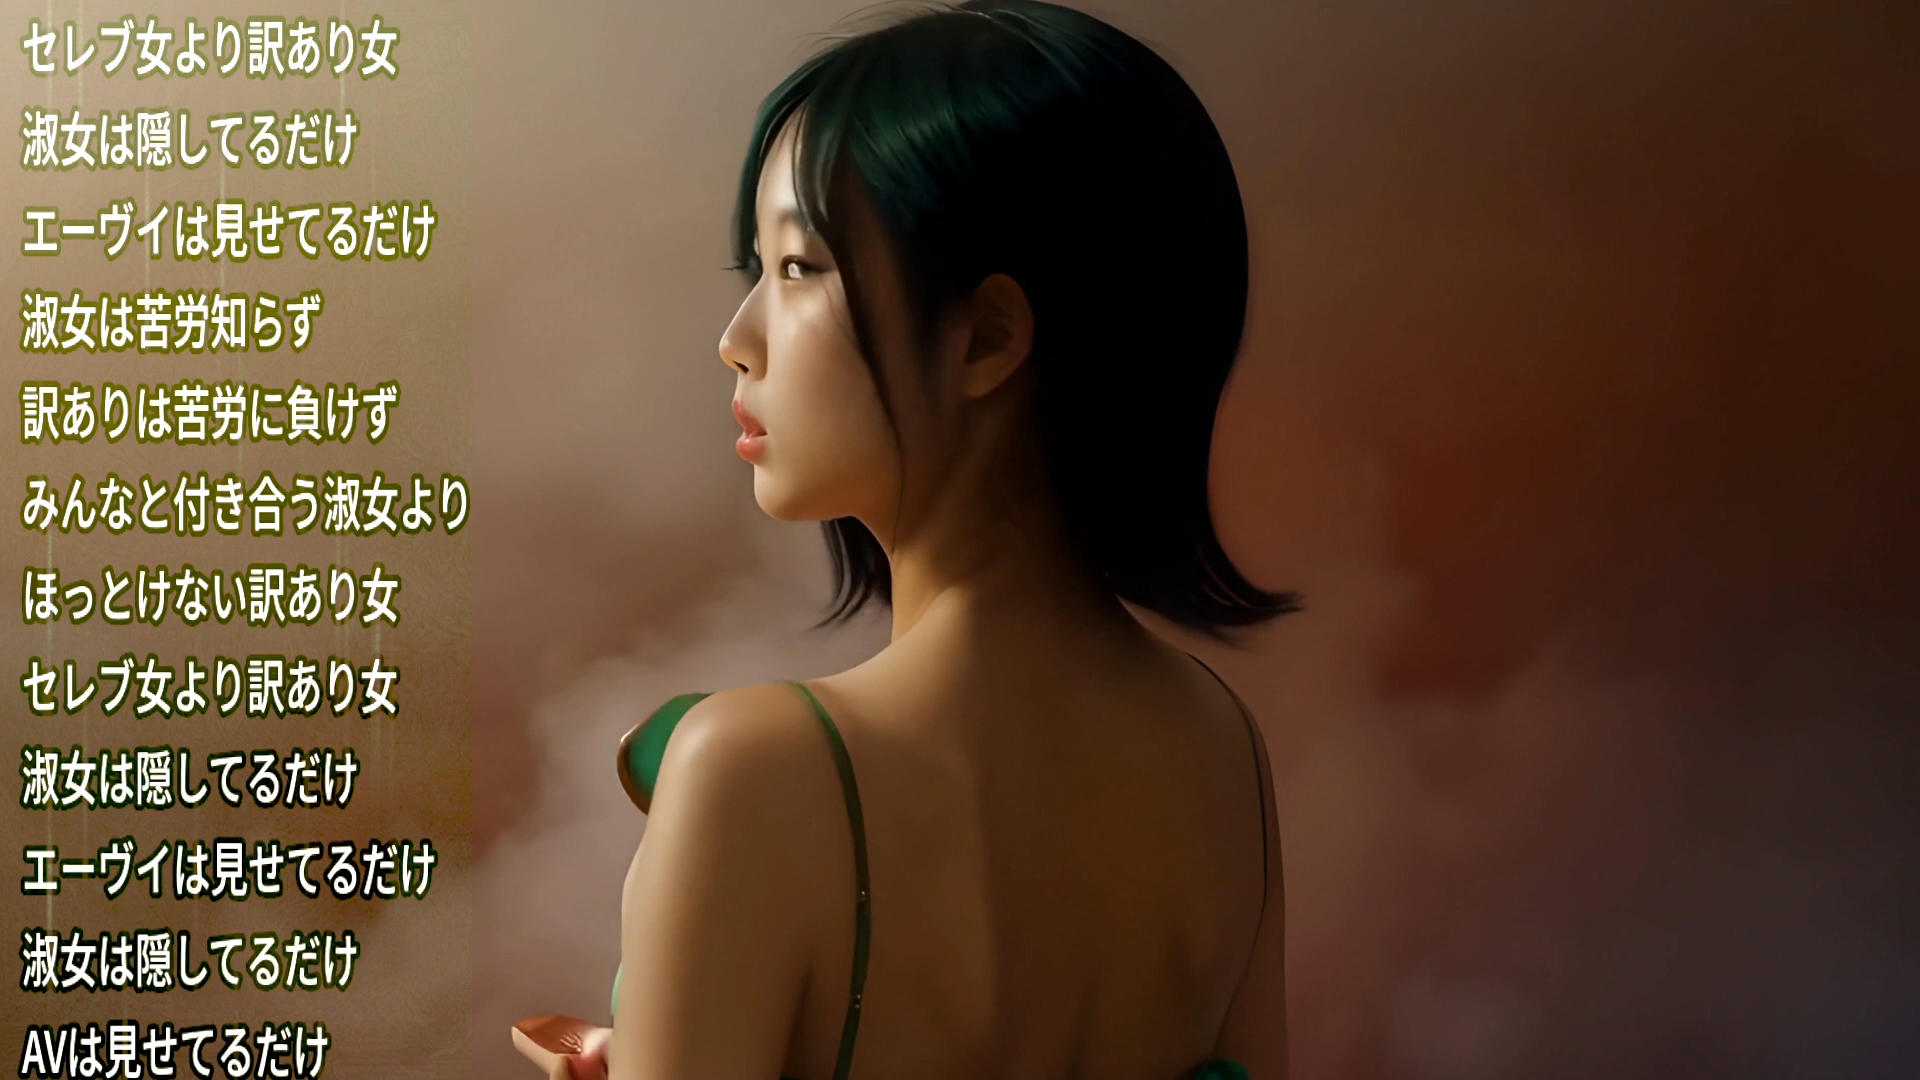 セレブ女より訳あり女
淑女は隠してるだけ
エーヴイは見せてるだけ
淑女は苦労知らず
訳ありは苦労に負けず
みんなと付き合う淑女より
ほっとけない訳あり女
セレブ女より訳あり女
淑女は隠してるだけ
エーヴイは見せてるだけ
淑女は隠してるだけ
AVは見せてるだけ